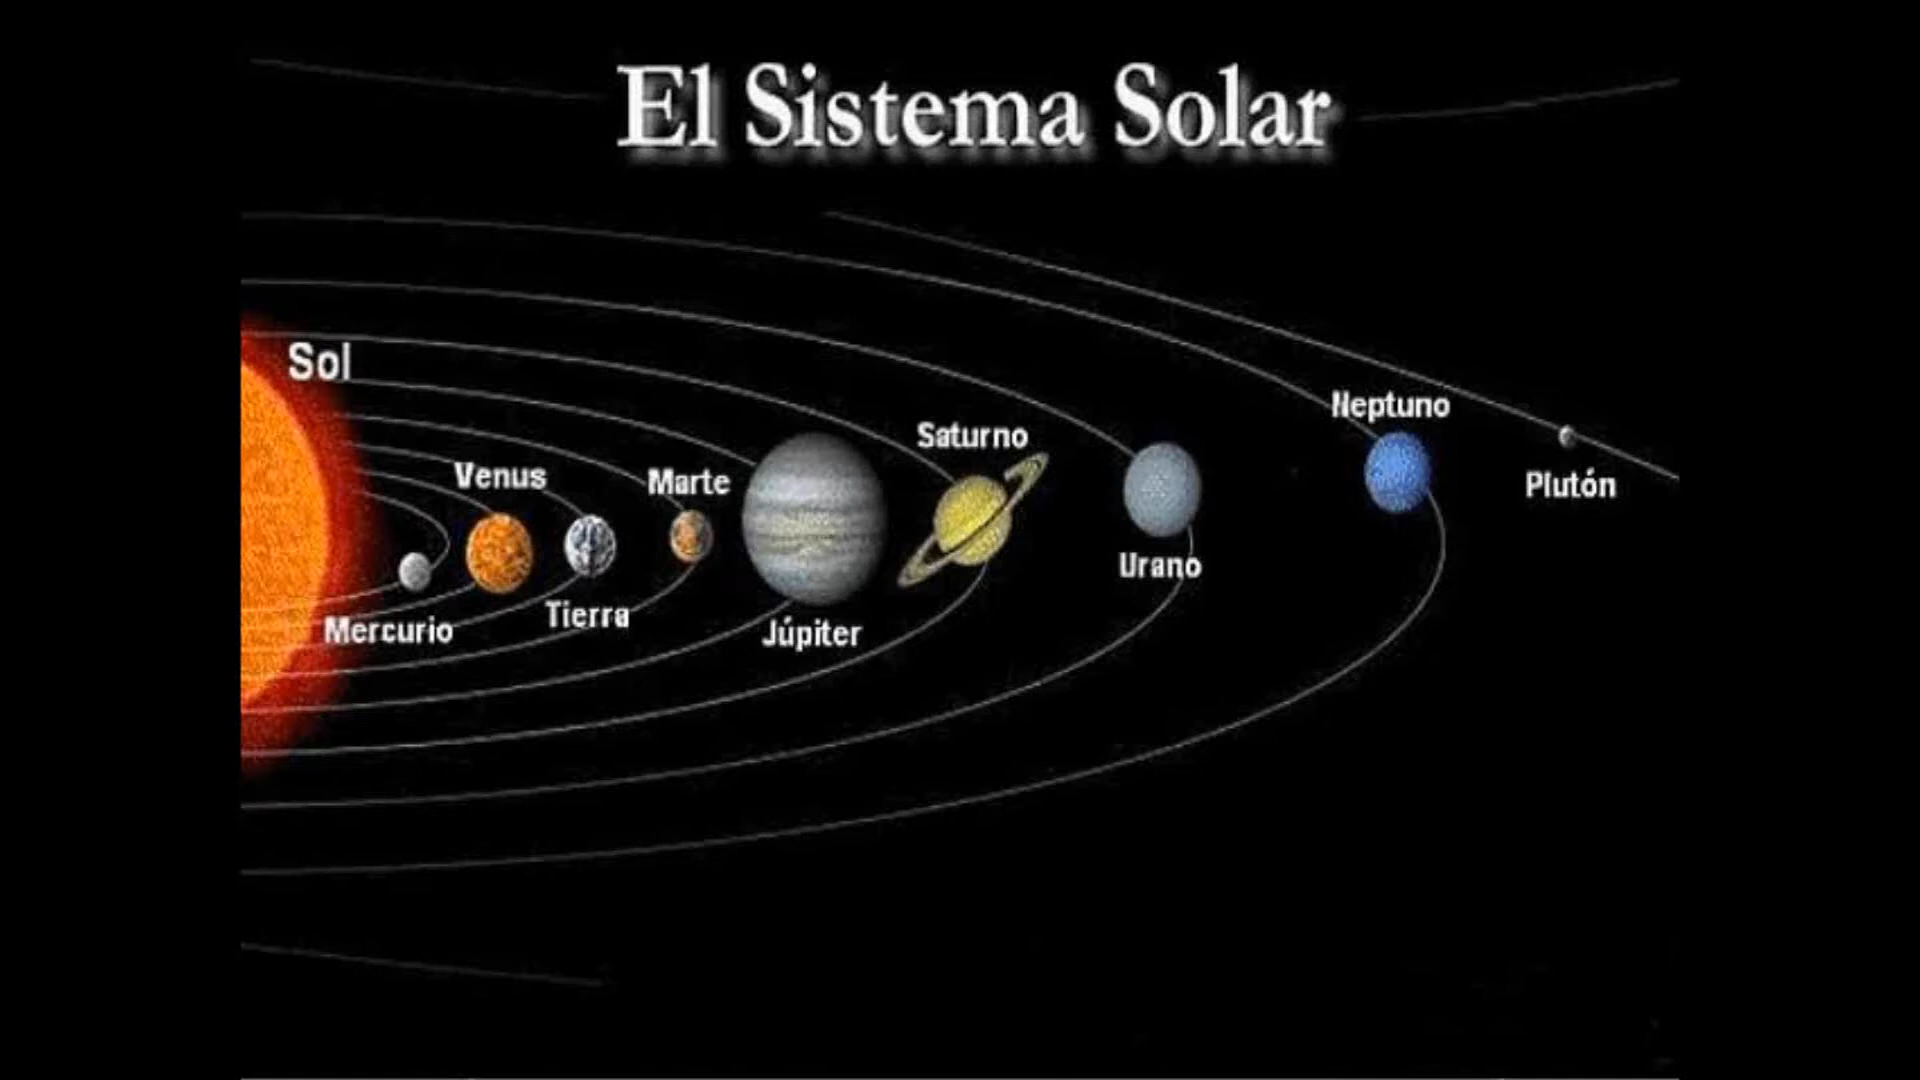 El Sistema Solar
Sol
Mercurio
Venus
Tierra
Marte
Júpiter
Saturno
Urano
Neptuno
Plutón